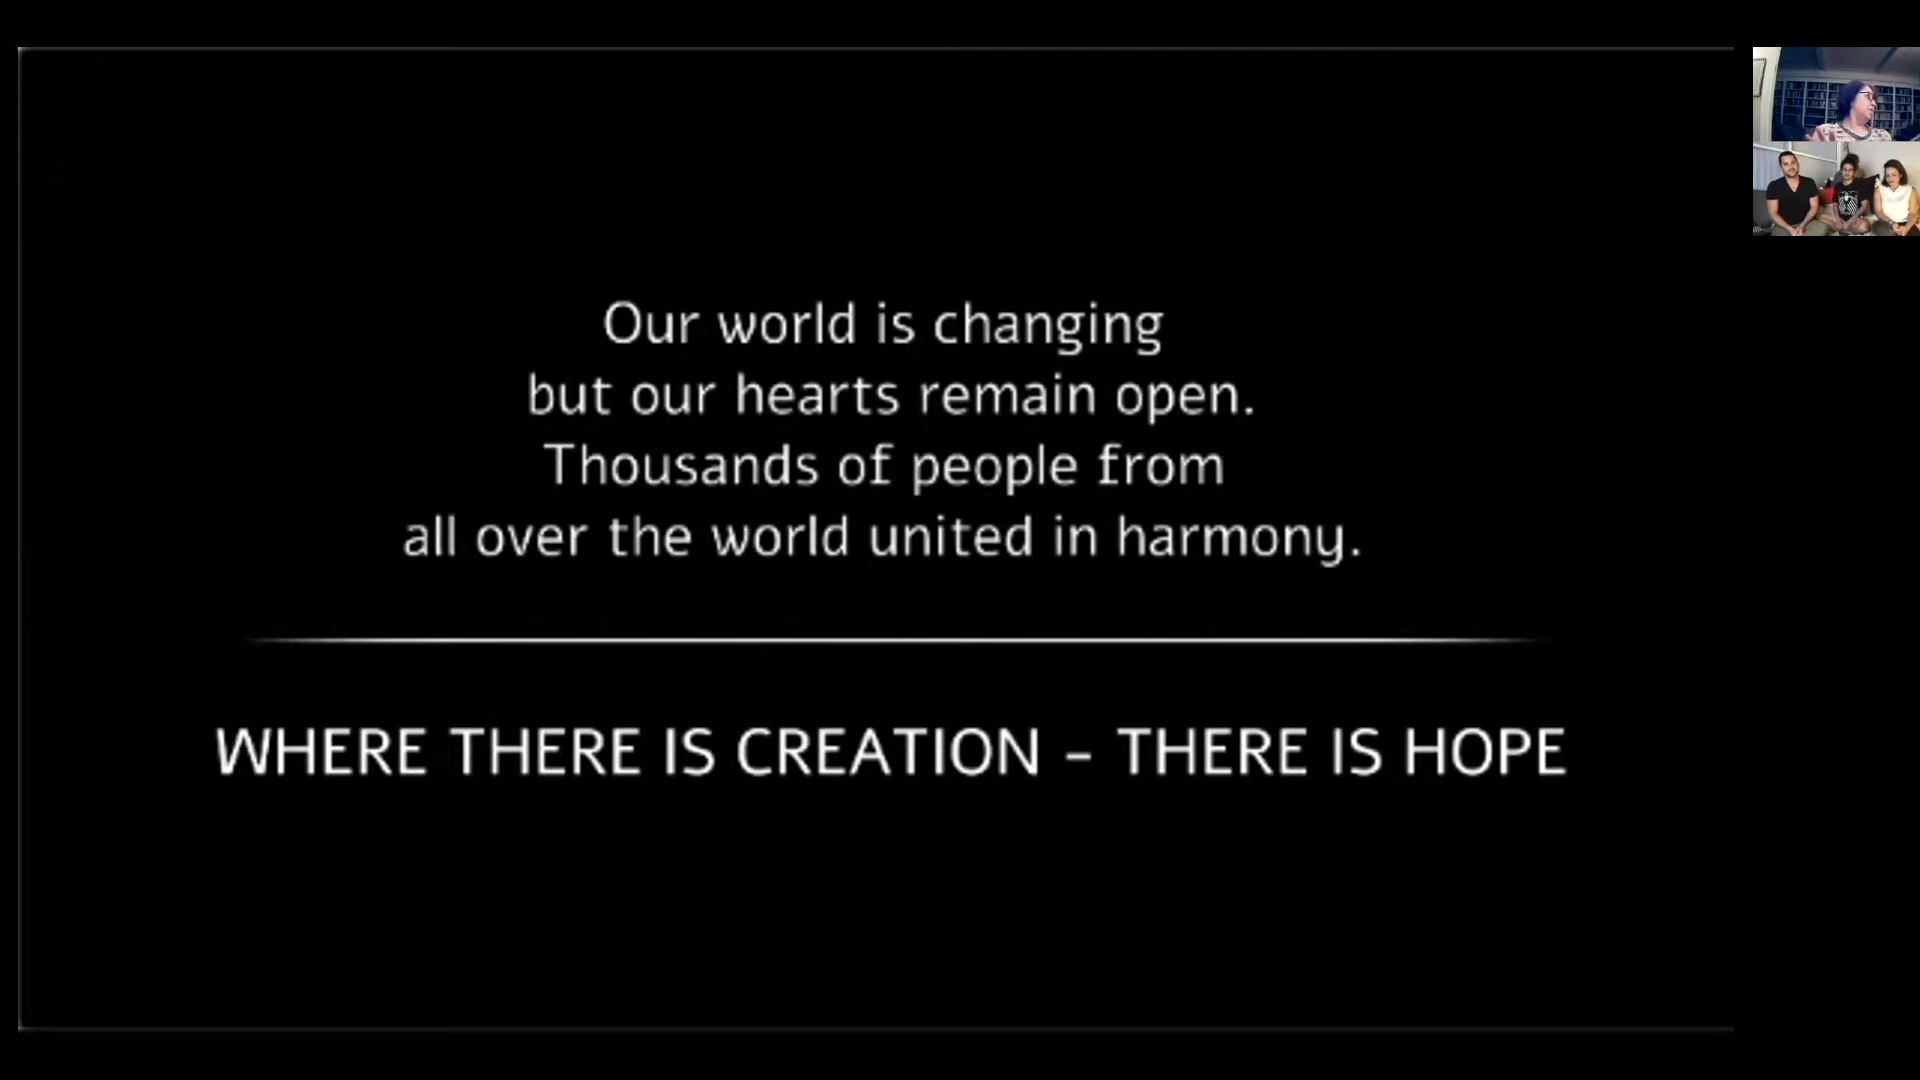 Our world is changing
but our hearts remain open.
Thousands of people from
all over the world united in harmony.
WHERE THERE IS CREATION – THERE IS HOPE